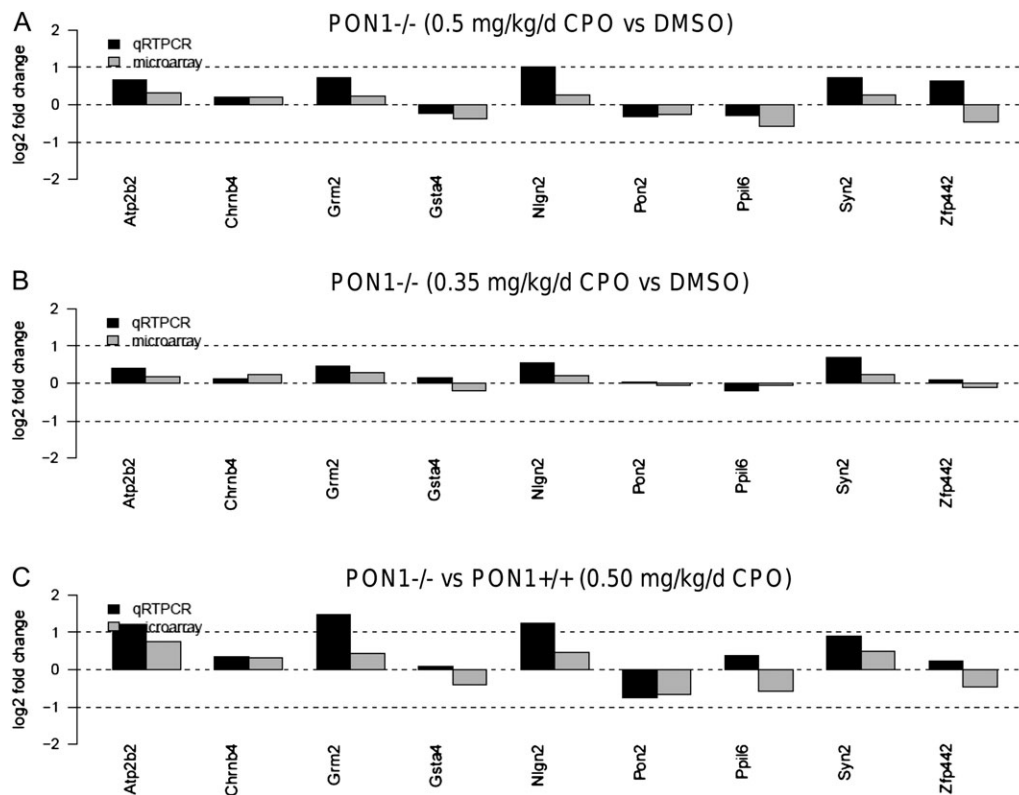 A
PON1-/- (0.5 mg/kg/d CPO vs DMSO)
log2 fold change
2
1
0
−1
−2
qRTPCR
microarray
Atp2b2
Chrnb4
Grm2
Gsta4
Nlgn2
Pon2
Ppil6
Syn2
Zfp442
B
PON1-/- (0.35 mg/kg/d CPO vs DMSO)
log2 fold change
2
1
0
−1
−2
qRTPCR
microarray
Atp2b2
Chrnb4
Grm2
Gsta4
Nlgn2
Pon2
Ppil6
Syn2
Zfp442
C
PON1-/- vs PON1+/+ (0.50 mg/kg/d CPO)
log2 fold change
2
1
0
−1
−2
qRTPCR
microarray
Atp2b2
Chrnb4
Grm2
Gsta4
Nlgn2
Pon2
Ppil6
Syn2
Zfp442